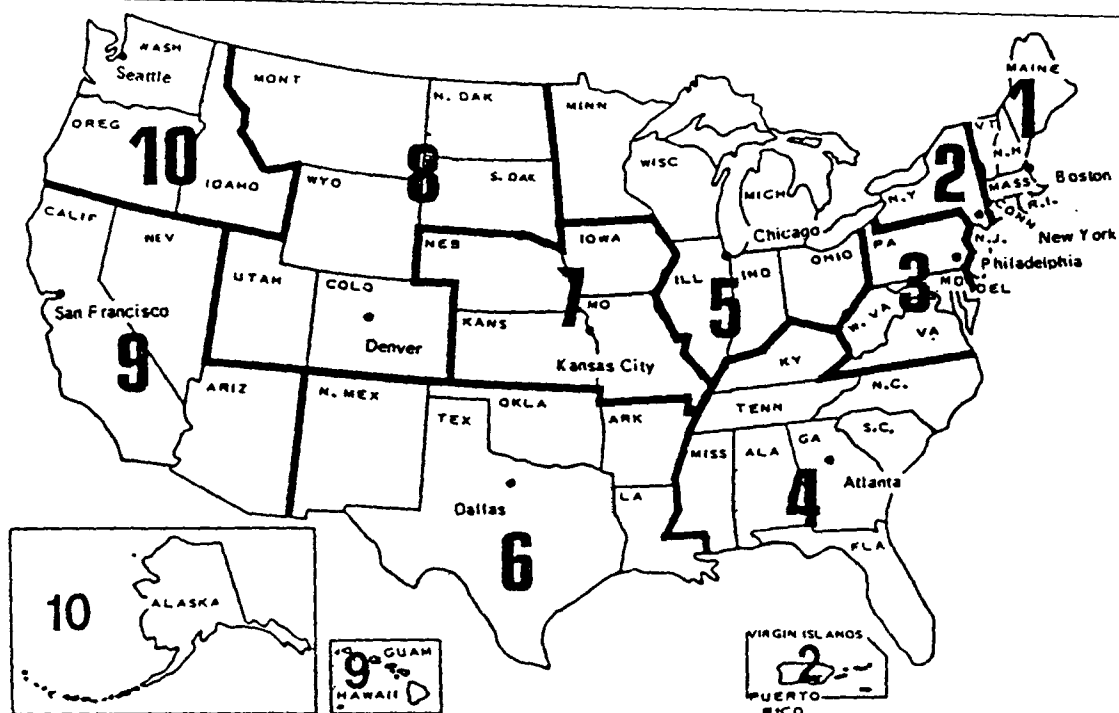 WASH
Seattle
MONT
N. DAK
MINN
MAINE
1
OREG
10
IDAHO
WYO
8
S. DAK
WISC
MICH
2
VT
N.H
MASS
Boston
R.I.
CONN
N.Y
New York
CALIF
NEV
NEB
IOWA
Chicago
OHIO
PA
N.J.
Philadelphia
UTAH
COLO
7
ILL
IND
5
3
MD
DEL
San Francisco
KANS
MO
W. VA
VA
Denver
Kansas City
KY
9
ARIZ
N. MEX
OKLA
TEX
ARK
TENN
N.C.
S.C.
MISS
ALA
GA
Atlanta
4
Dallas
LA
6
FLA
10
ALASKA
9
GUAM
HAWAII
VIRGIN ISLANDS
2
PUERTO
RICO